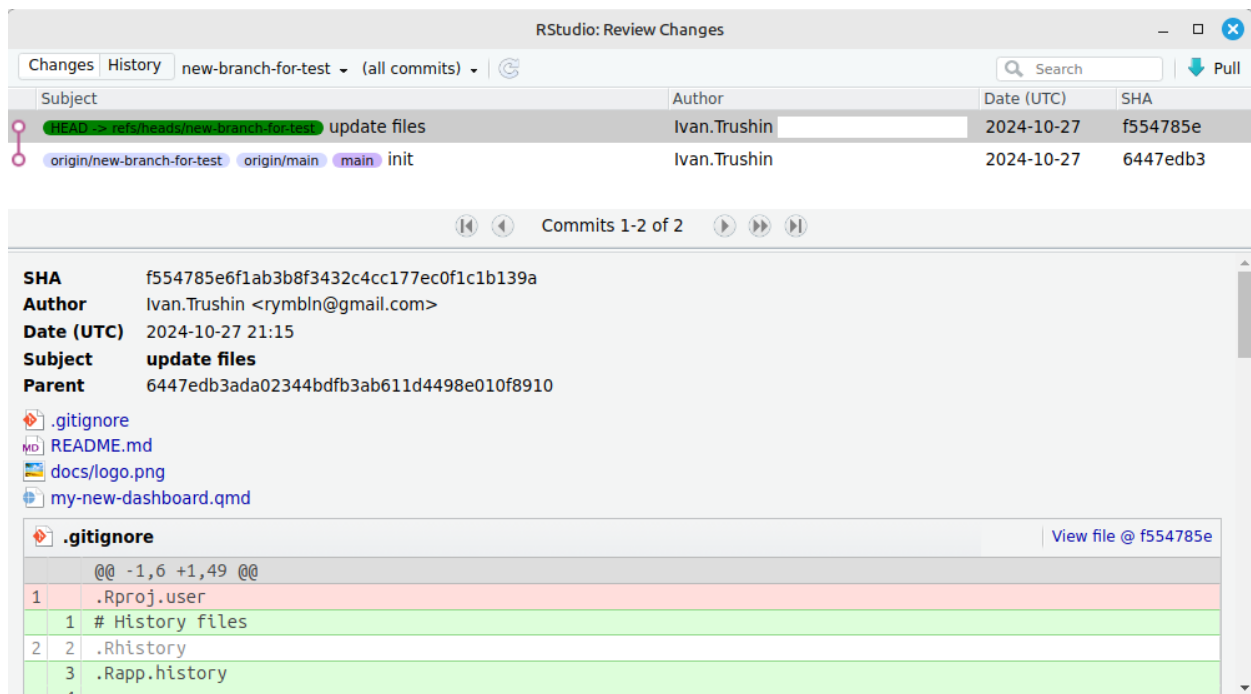 RStudio: Review Changes
Changes History new-branch-for-test (all commits) Search Pull
Subject Author Date (UTC) SHA
HEAD -> refs/heads/new-branch-for-test update files Ivan.Trushin 2024-10-27 f554785e
origin/new-branch-for-test origin/main main init Ivan.Trushin 2024-10-27 6447edb3
Commits 1-2 of 2
SHA f554785e6f1ab3b8f3432c4cc177ec0f1c1b139a
Author Ivan.Trushin <rymbln@gmail.com>
Date (UTC) 2024-10-27 21:15
Subject update files
Parent 6447edb3ada02344bdfb3ab611d4498e010f8910
.gitignore
MD README.md
docs/logo.png
my-new-dashboard.qmd
.gitignore View file @ f554785e
@@ -1,6 +1,49 @@
1 .Rproj.user
1 # History files
2 2 .Rhistory
3 .Rapp.history